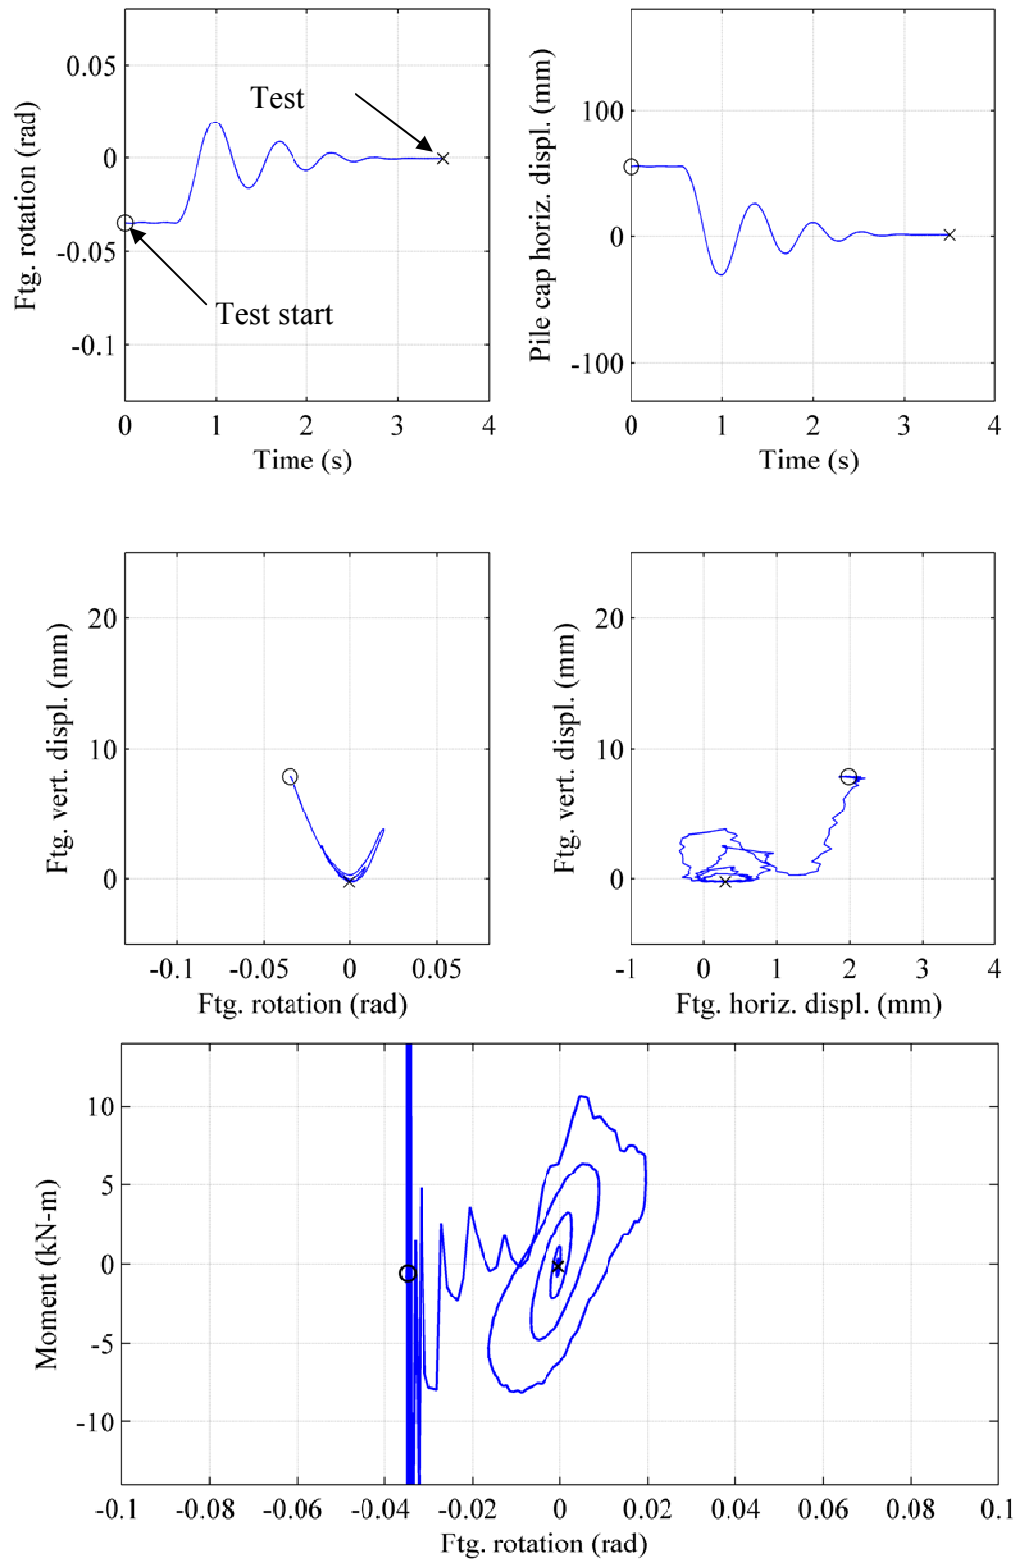 Ftg. rotation (rad)
0.05
0
-0.05
-0.1
Test
Test start
0 1 2 3 4
Time (s)
Pile cap horiz. displ. (mm)
100
0
-100
0 1 2 3 4
Time (s)
Ftg. vert. displ. (mm)
20
10
0
-0.1 -0.05 0 0.05
Ftg. rotation (rad)
Ftg. vert. displ. (mm)
20
10
0
-1 0 1 2 3 4
Ftg. horiz. displ. (mm)
Moment (kN-m)
10
5
0
-5
-10
-0.1 -0.08 -0.06 -0.04 -0.02 0 0.02 0.04 0.06 0.08 0.1
Ftg. rotation (rad)